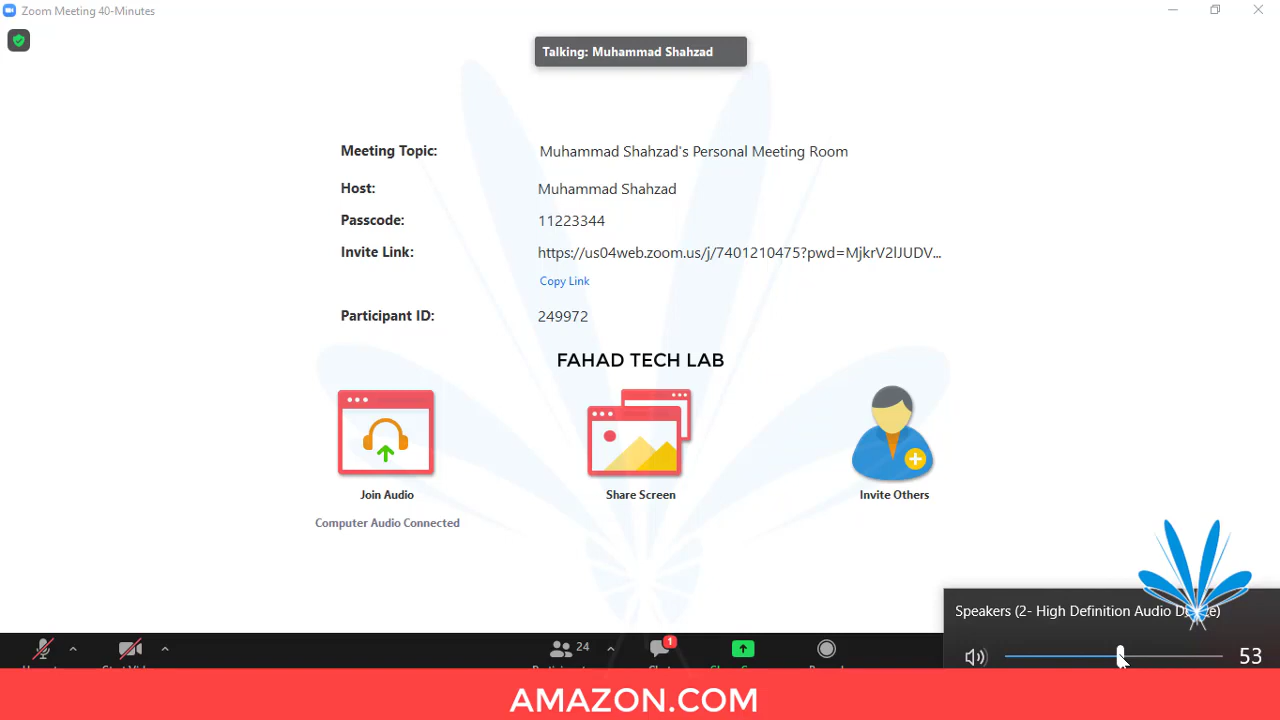 Zoom Meeting 40-Minutes
Talking: Muhammad Shahzad
Meeting Topic: Muhammad Shahzad's Personal Meeting Room
Host: Muhammad Shahzad
Passcode: 11223344
Invite Link: https://us04web.zoom.us/j/7401210475?pwd=MjkrV2lJUDV...
Copy Link
Participant ID: 249972
FAHAD TECH LAB
Join Audio Share Screen Invite Others
Computer Audio Connected
Speakers (2- High Definition Audio
24 1
53
AMAZON.COM